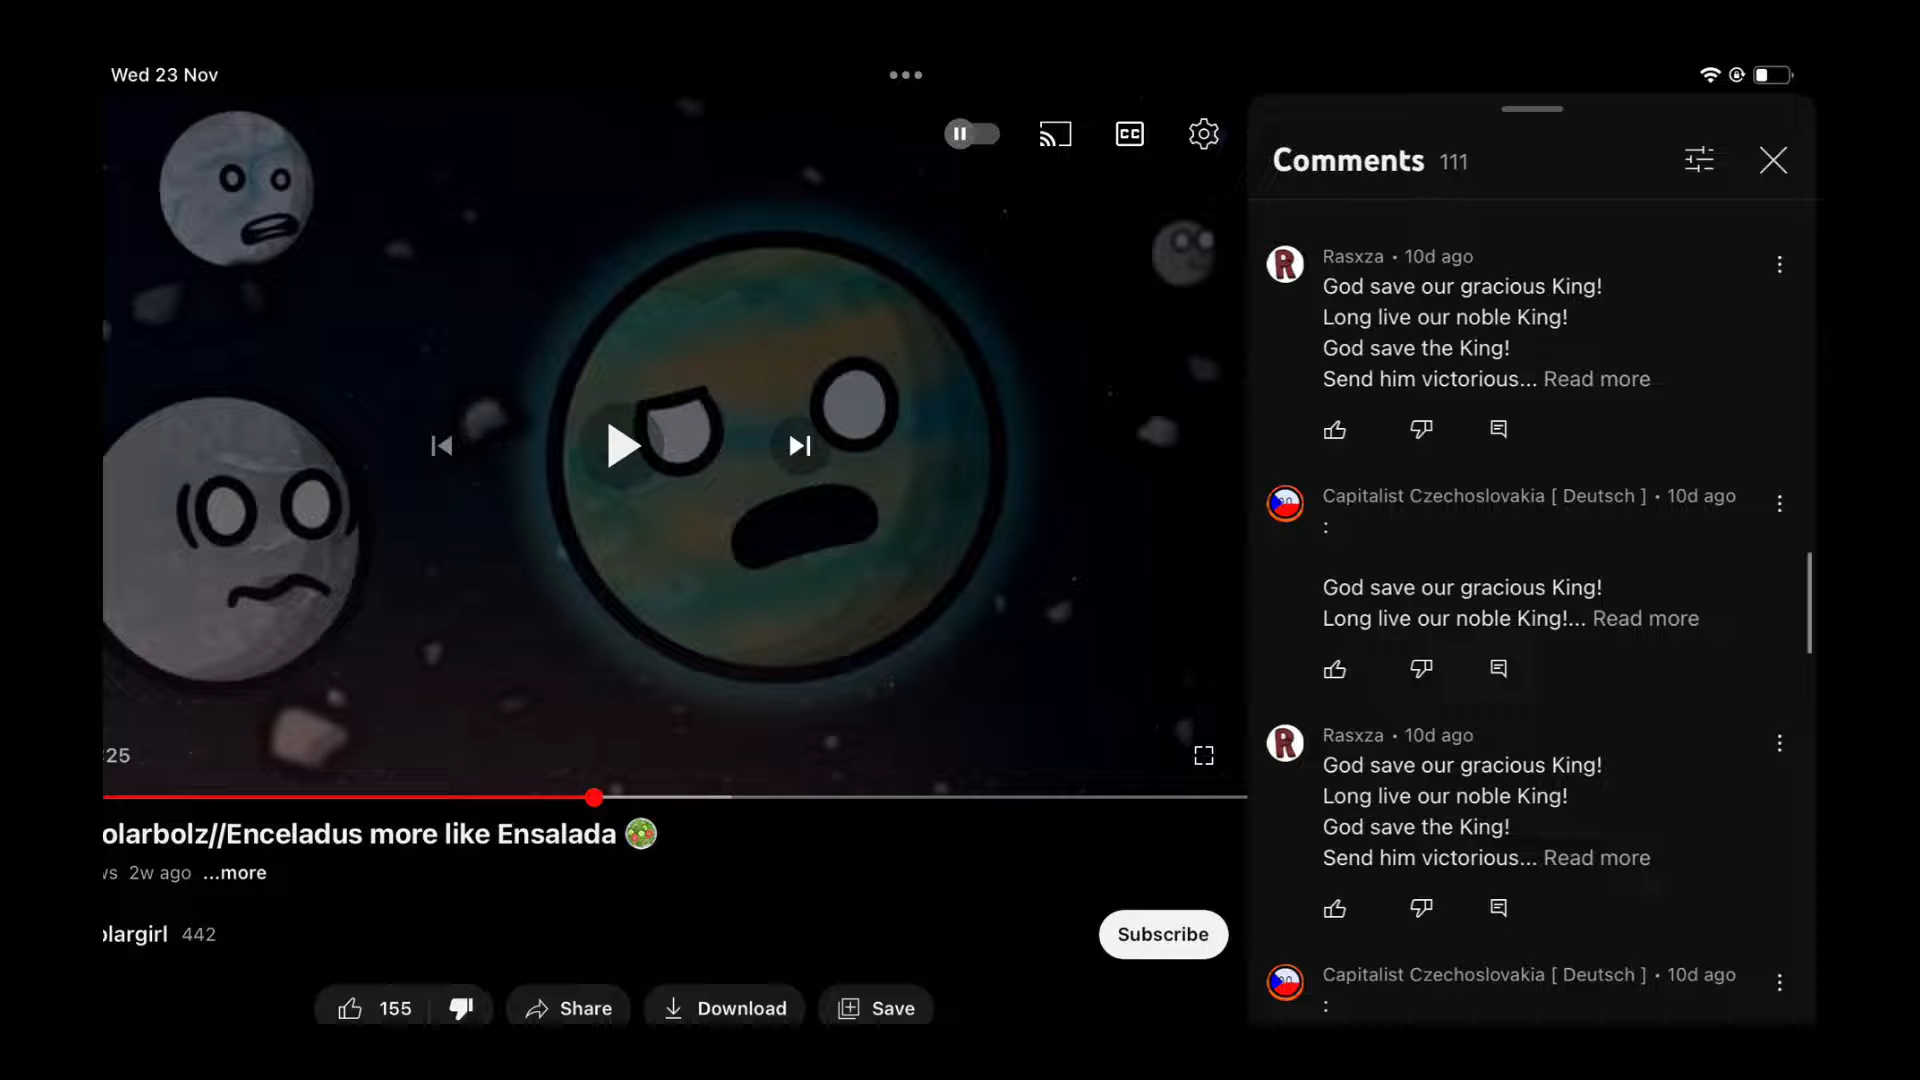 Wed 23 Nov
CC
:25
olarbolz//Enceladus more like Ensalada
ws 2w ago ...more
olargirl 442
Subscribe
155
Share
Download
Save
Comments 111
R
Rasxza • 10d ago
God save our gracious King!
Long live our noble King!
God save the King!
Send him victorious... Read more
Capitalist Czechoslovakia [ Deutsch ] • 10d ago
:
God save our gracious King!
Long live our noble King!... Read more
R
Rasxza • 10d ago
God save our gracious King!
Long live our noble King!
God save the King!
Send him victorious... Read more
Capitalist Czechoslovakia [ Deutsch ] • 10d ago
: